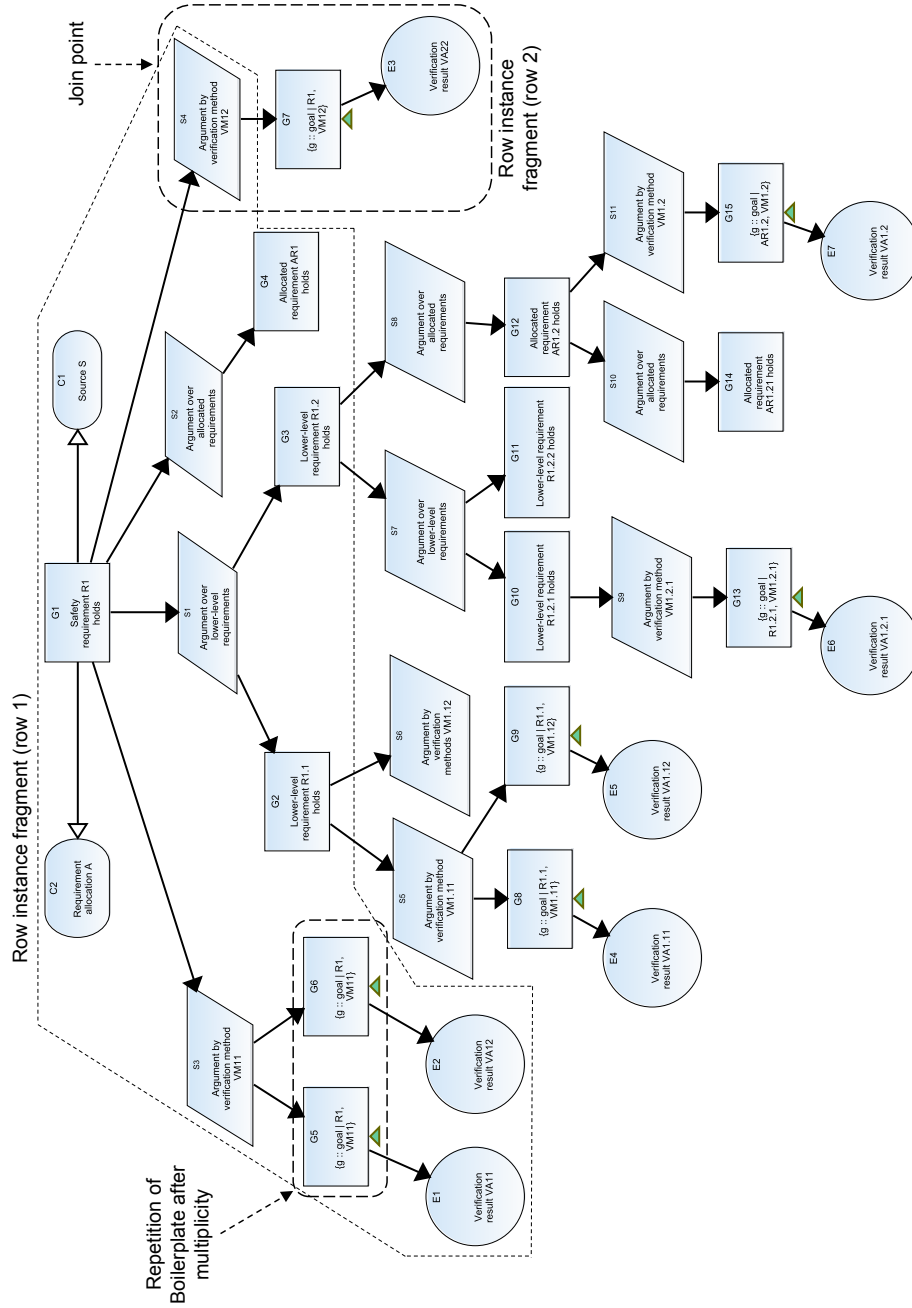 Row instance fragment (row 1)
Join point
C2
Requirement
allocation A
G1
Safety
requirement R1
holds
C1
Source S
S3
Argument by
verification method
VM11
S1
Argument over
lower-level
requirements
S2
Argument over
allocated
requirements
S4
Argument by
verification method
VM12
Repetition of
Boilerplate after
multiplicity
G5
{g :: goal | R1,
VM11}
G6
{g :: goal | R1,
VM11}
G2
Lower-level
requirement R1.1
holds
G3
Lower-level
requirement R1.2
holds
G4
Allocated
requirement AR1
holds
G7
{g :: goal | R1,
VM12}
E1
Verification
result VA11
E2
Verification
result VA12
S5
Argument by
verification method
VM1.11
S6
Argument by
verification
methods VM1.12
S7
Argument over
lower-level
requirements
S8
Argument over
allocated
requirements
E3
Verification
result VA22
Row instance
fragment (row 2)
G8
{g :: goal | R1.1,
VM1.11}
G9
{g :: goal | R1.1,
VM1.12}
G10
Lower-level requirement
R1.2.1 holds
G11
Lower-level requirement
R1.2.2 holds
G12
Allocated
requirement
AR1.2 holds
E4
Verification
result VA1.11
E5
Verification
result VA1.12
S9
Argument by
verification method
VM1.2.1
S10
Argument over
allocated
requirements
S11
Argument by
verification method
VM1.2
G13
{g :: goal |
R1.2.1, VM1.2.1}
G14
Allocated
requirement
AR1.21 holds
G15
{g :: goal |
AR1.2, VM1.2}
E6
Verification
result VA1.2.1
E7
Verification
result VA1.2